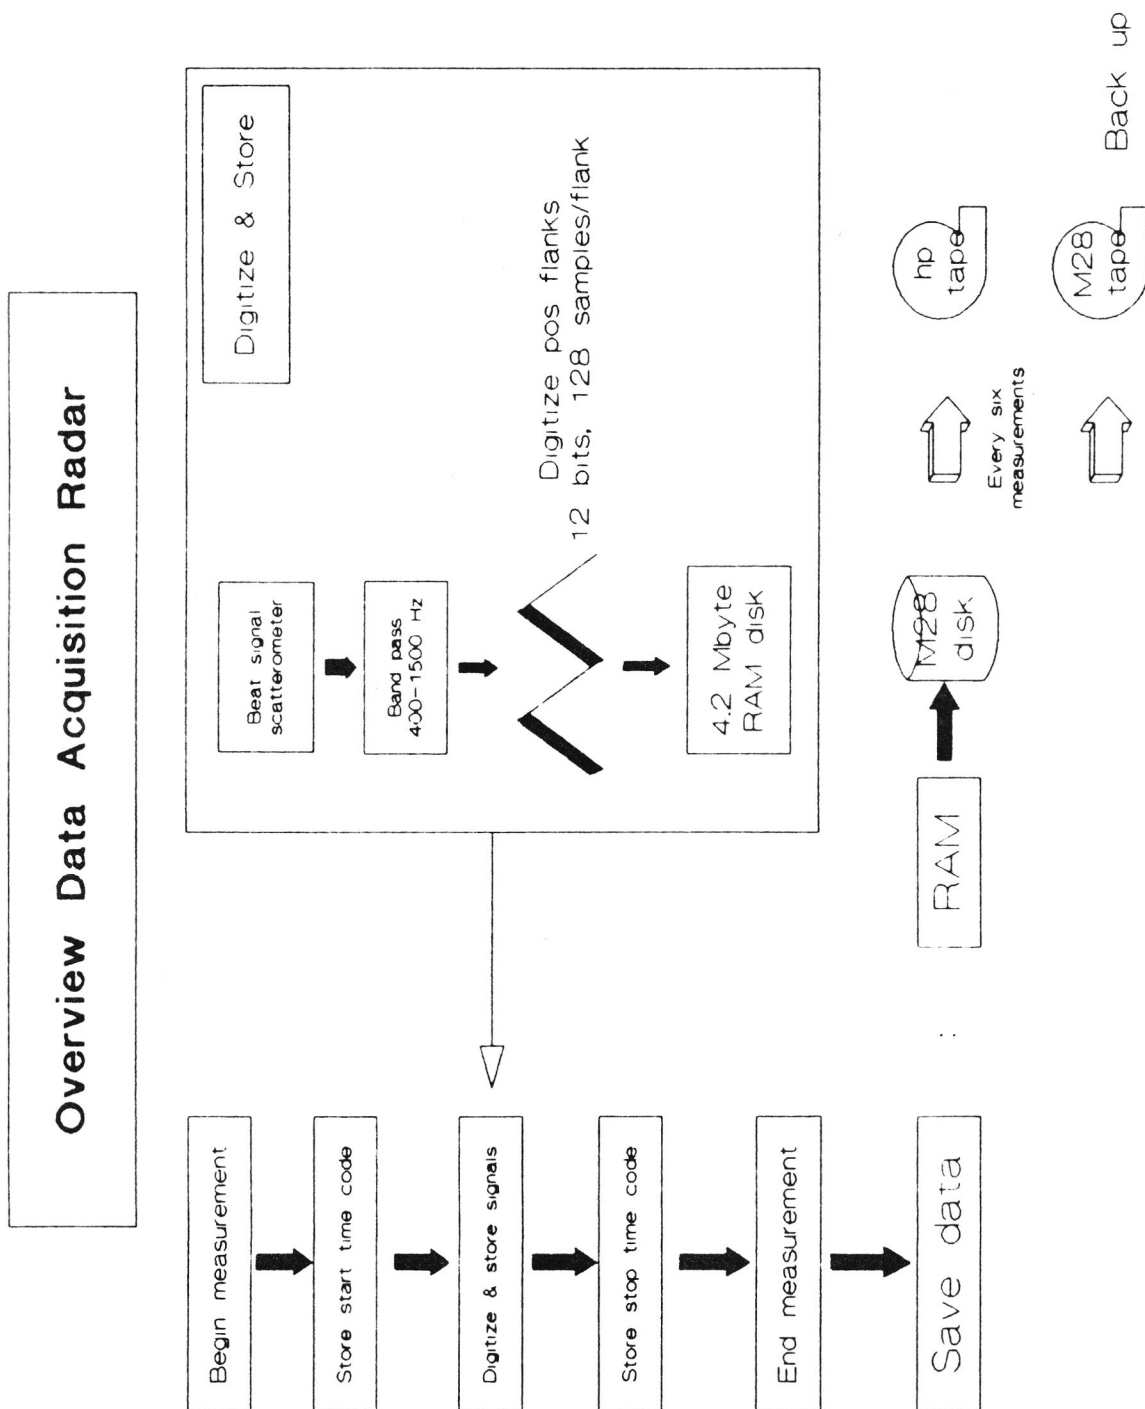 Overview Data Acquisition Radar
Begin measurement
Store start time code
Digitize & store signals
Store stop time code
End measurement
Save data
:
Digitize & Store
Beat signal
scatterometer
Band pass
400-1500 Hz
Digitize pos flanks
12 bits, 128 samples/flank
4.2 Mbyte
RAM disk
RAM
M28
disk
Every six
measurements
hp
tape
M28
tape
Back up